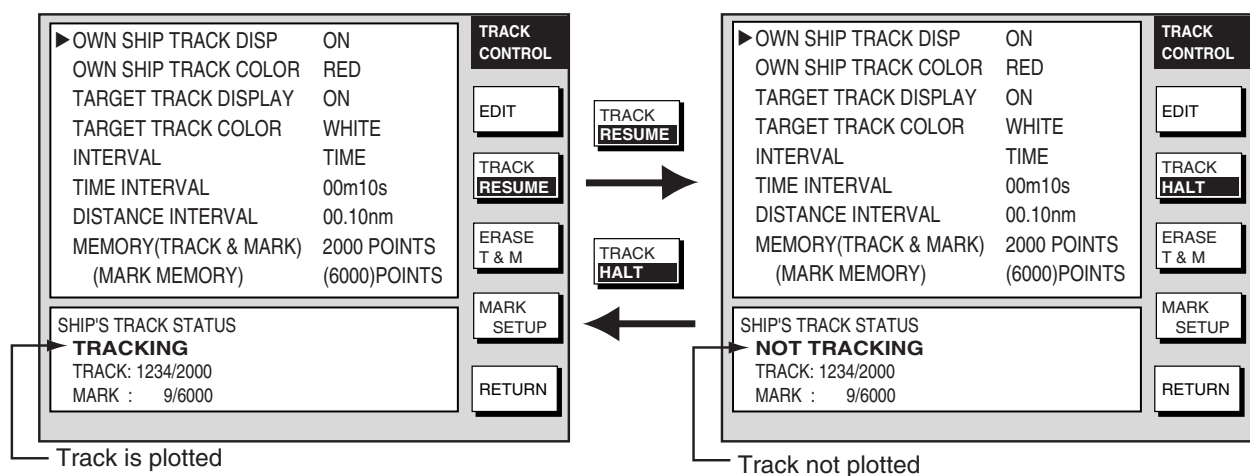 OWN SHIP TRACK DISP ON
OWN SHIP TRACK COLOR RED
TARGET TRACK DISPLAY ON
TARGET TRACK COLOR WHITE
INTERVAL TIME
TIME INTERVAL 00m10s
DISTANCE INTERVAL 00.10nm
MEMORY(TRACK & MARK) 2000 POINTS
(MARK MEMORY) (6000)POINTS
SHIP'S TRACK STATUS
TRACKING
TRACK: 1234/2000
MARK : 9/6000
TRACK
CONTROL
EDIT
TRACK
RESUME
ERASE
T & M
MARK
SETUP
RETURN
Track is plotted
TRACK
RESUME
TRACK
HALT
OWN SHIP TRACK DISP ON
OWN SHIP TRACK COLOR RED
TARGET TRACK DISPLAY ON
TARGET TRACK COLOR WHITE
INTERVAL TIME
TIME INTERVAL 00m10s
DISTANCE INTERVAL 00.10nm
MEMORY(TRACK & MARK) 2000 POINTS
(MARK MEMORY) (6000)POINTS
SHIP'S TRACK STATUS
NOT TRACKING
TRACK: 1234/2000
MARK : 9/6000
TRACK
CONTROL
EDIT
TRACK
HALT
ERASE
T & M
MARK
SETUP
RETURN
Track not plotted